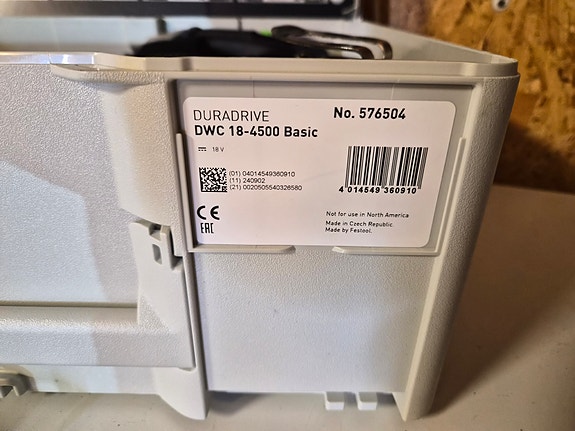 DURADRIVE
DWC 18-4500 Basic
No. 576504
18 V
(01) 04014549360910
(11) 240902
(21) 0020505540326580
4 014549 360910
CE
EAC
Not for use in North America
Made in Czech Republic.
Made by Festool.